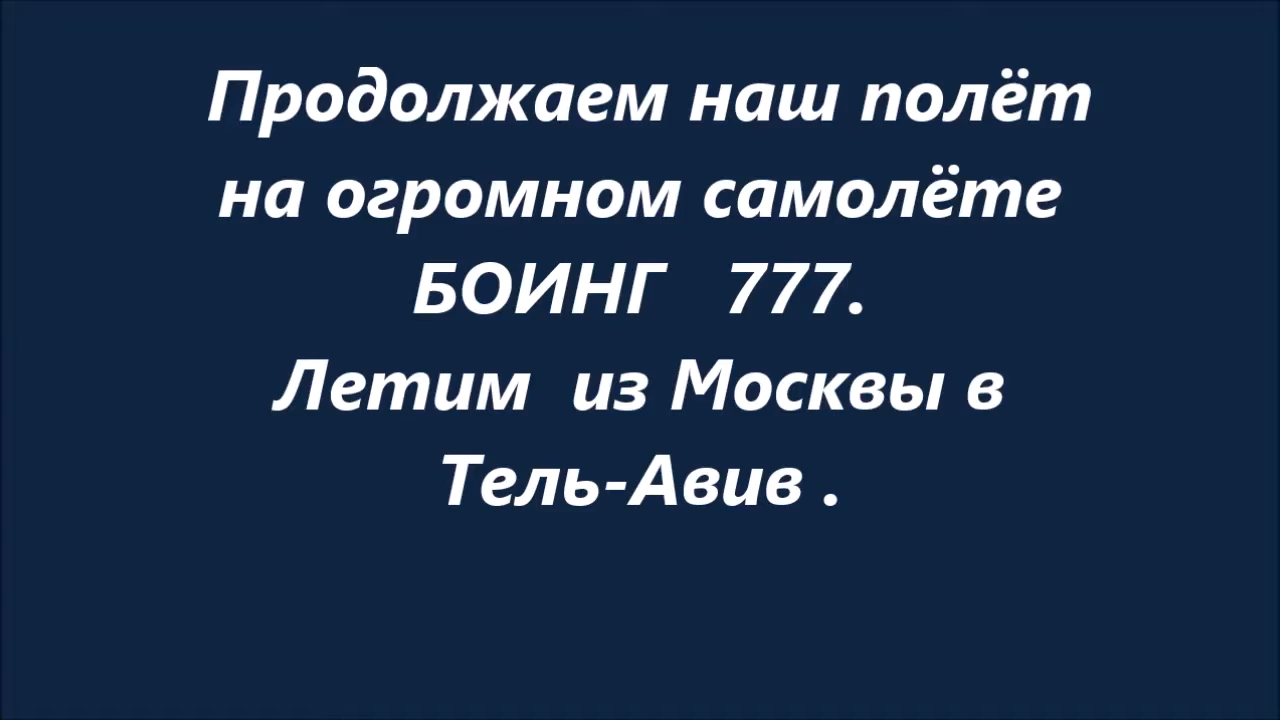 Продолжаем наш полёт
на огромном самолёте
БОИНГ   777.
Летим  из Москвы в
Тель-Авив .